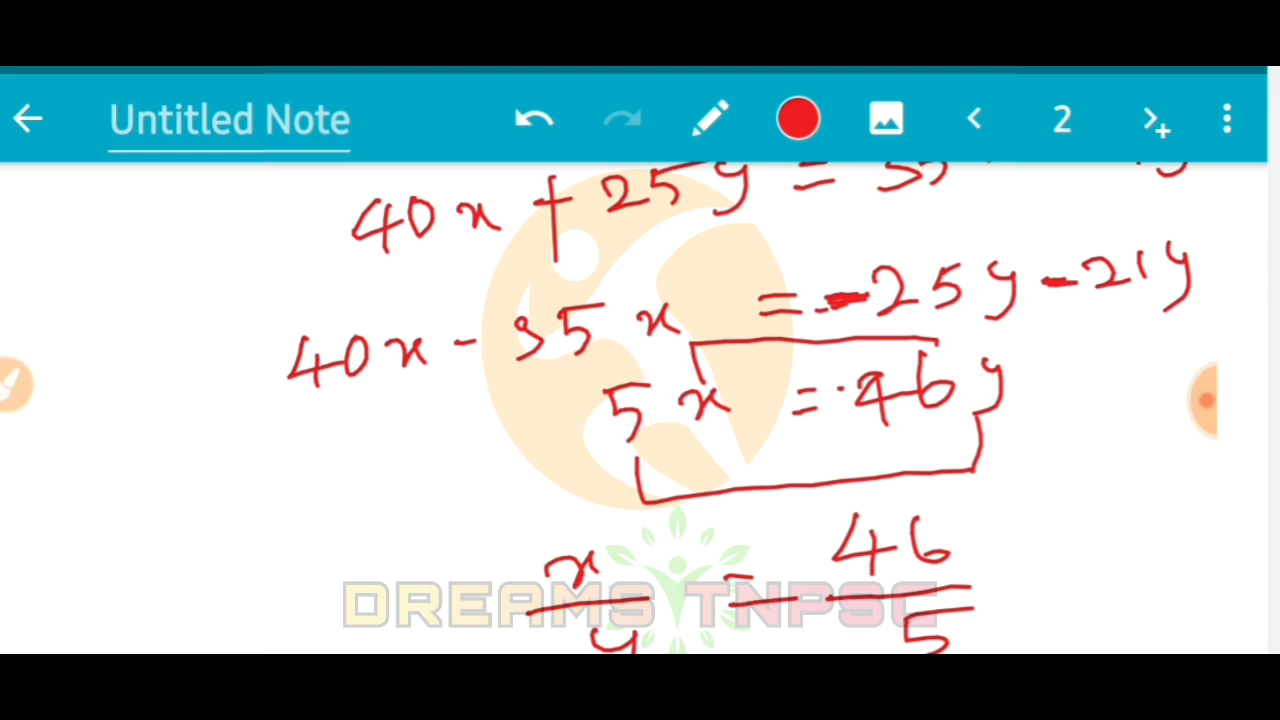 Untitled Note 2
40x + 25y =
40x - 35x = -25y - 21y
5x = -46y
x/y = 46/5
DREAMS TNPSC